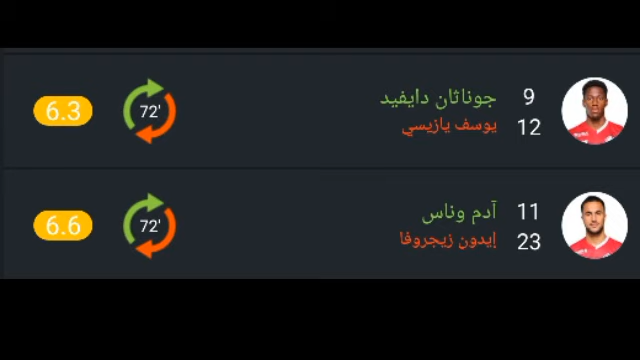 9 جوناثان دايفيد 72' 6.3
12 يوسف يازيسي
11 آدم وناس 72' 6.6
23 إيدون زيجروفا